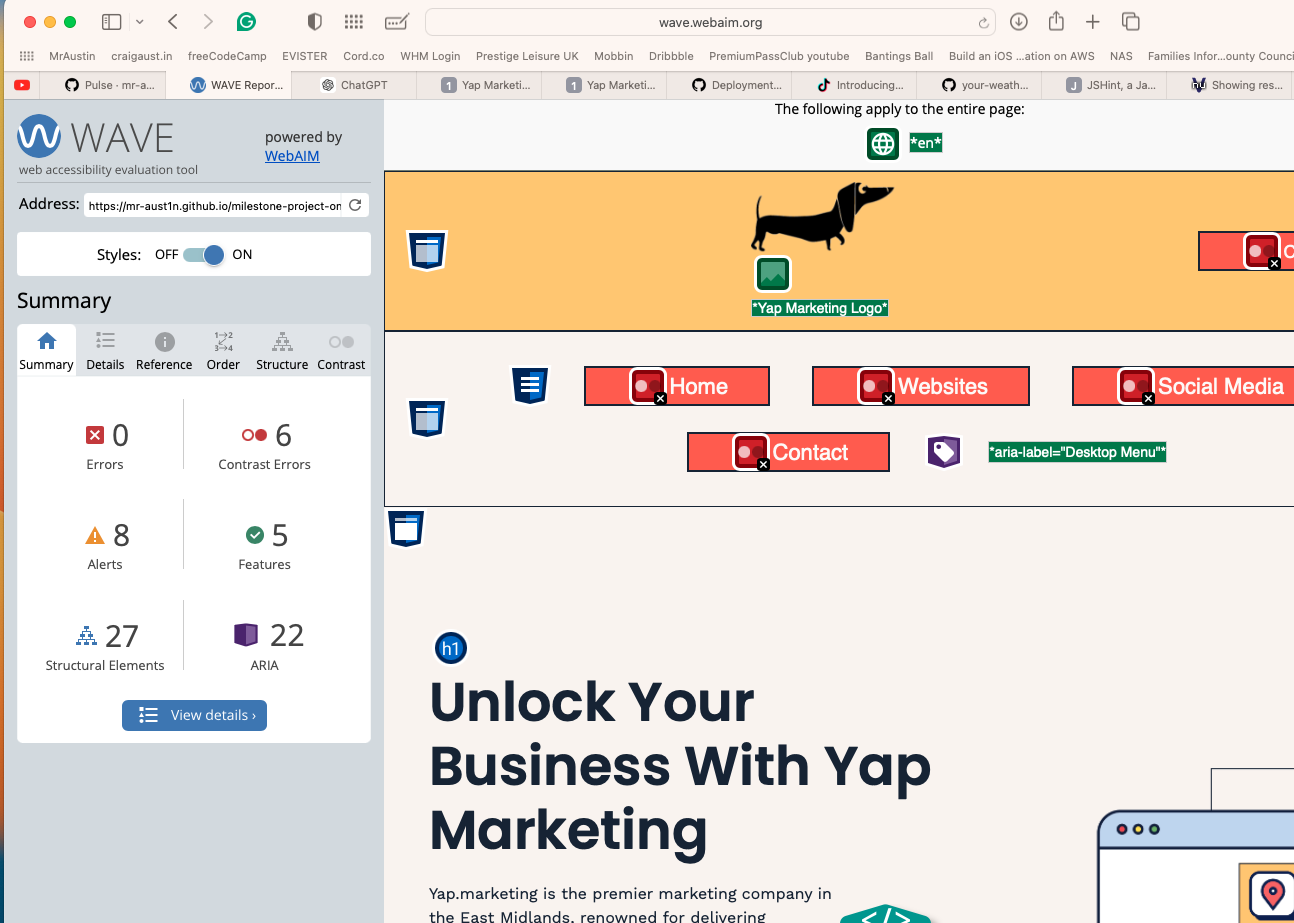 wave.webaim.org
MrAustin craigaust.in freeCodeCamp EVISTER Cord.co WHM Login Prestige Leisure UK Mobbin Dribbble PremiumPassClub youtube Bantings Ball Build an iOS ...ation on AWS NAS Families Infor...ounty Counci
Pulse · mr-a... WAVE Repor... ChatGPT 1 Yap Marketi... 1 Yap Marketi... Deployment... Introducing... your-weath... J JSHint, a Ja... hu Showing res...
The following apply to the entire page:
*en*
WAVE
powered by
WebAIM
web accessibility evaluation tool
Address: https://mr-aust1n.github.io/milestone-project-on
Styles: OFF ON
Summary
Summary Details Reference Order Structure Contrast
0
Errors
6
Contrast Errors
8
Alerts
5
Features
27
Structural Elements
22
ARIA
View details ›
*Yap Marketing Logo*
Home Websites Social Media
Contact *aria-label="Desktop Menu"*
h1
Unlock Your
Business With Yap
Marketing
Yap.marketing is the premier marketing company in
the East Midlands, renowned for delivering